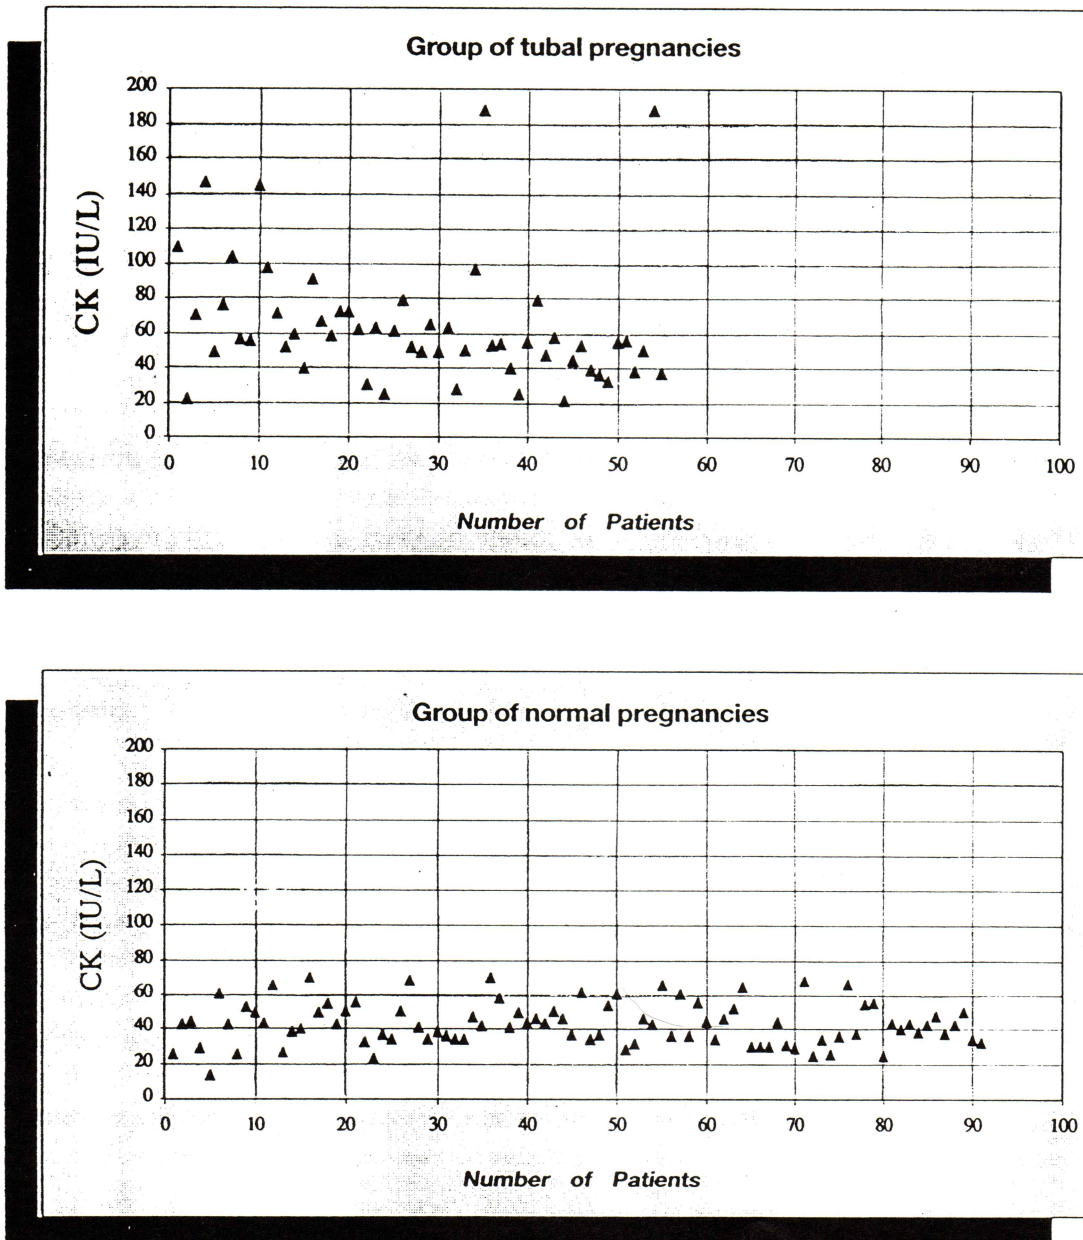 Group of tubal pregnancies
200
180
160
140
120
100
80
60
40
20
0
CK (IU/L)
0 10 20 30 40 50 60 70 80 90 100
Number of Patients
Group of normal pregnancies
200
180
160
140
120
100
80
60
40
20
0
CK (IU/L)
0 10 20 30 40 50 60 70 80 90 100
Number of Patients